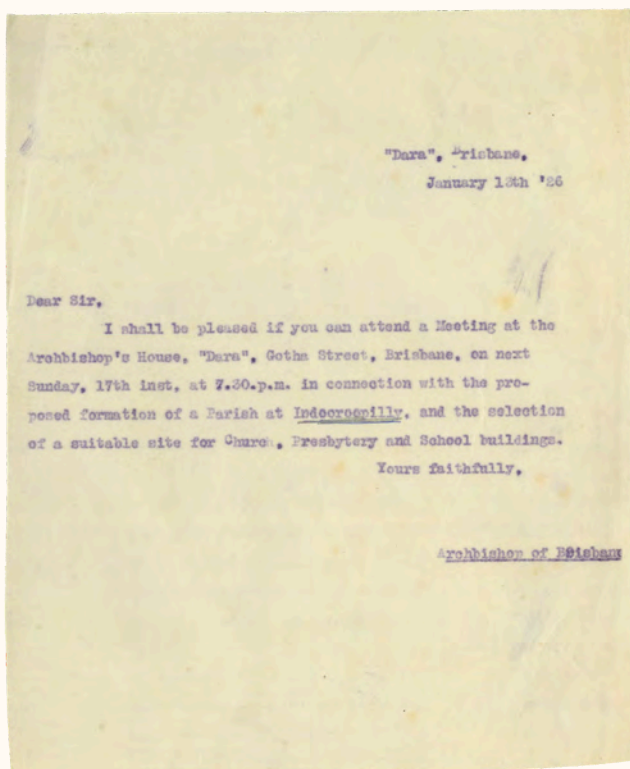 "Dara", Brisbane,
January 13th '26
Dear Sir,
I shall be pleased if you can attend a Meeting at the
Archbishop's House, "Dara", Gotha Street, Brisbane, on next
Sunday, 17th inst, at 7.30.p.m. in connection with the pro-
posed formation of a Parish at Indooroopilly, and the selection
of a suitable site for Church, Presbytery and School buildings.
Yours faithfully,
Archbishop of Brisbane